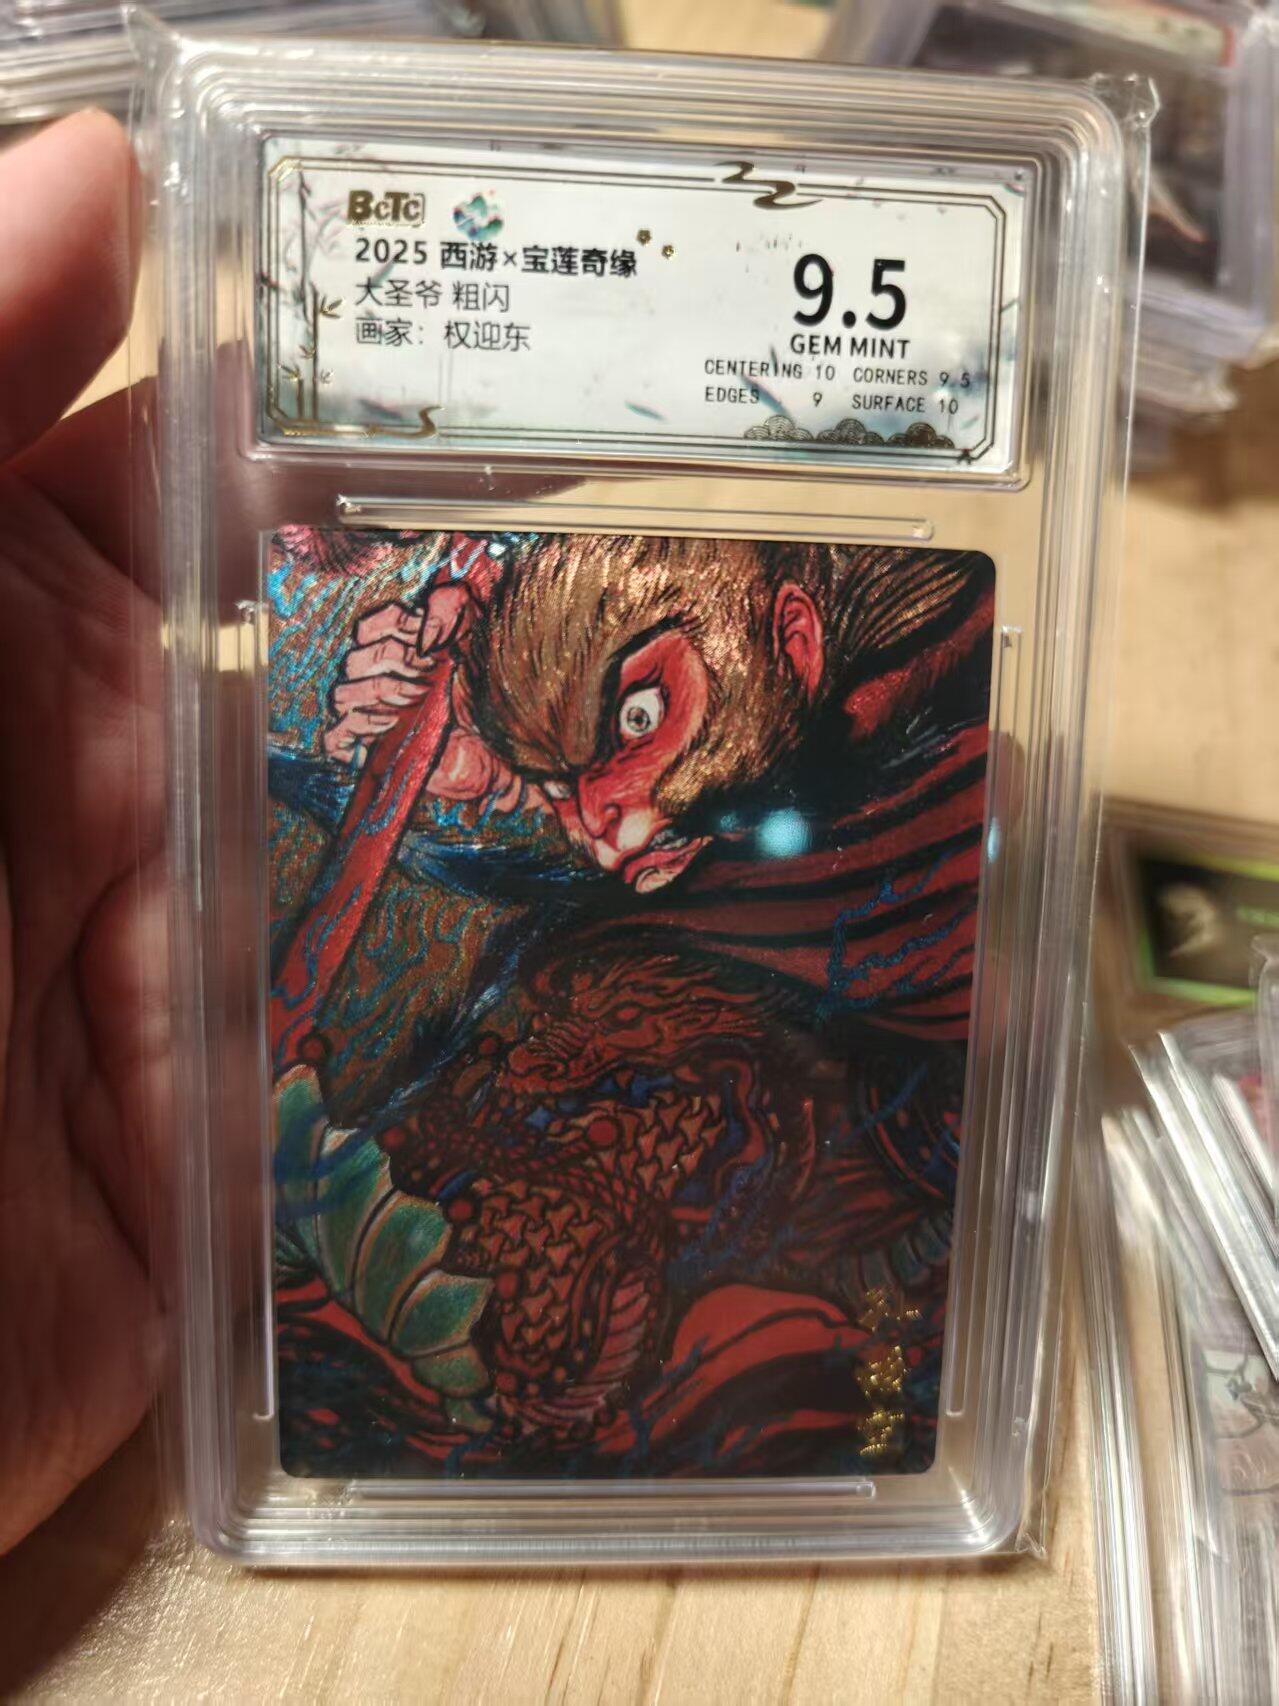 BCTC
2025 西游×宝莲奇缘
大圣爷 粗闪
画家：权迎东
9.5
GEM MINT
CENTERING 10 CORNERS 9.5
EDGES 9 SURFACE 10